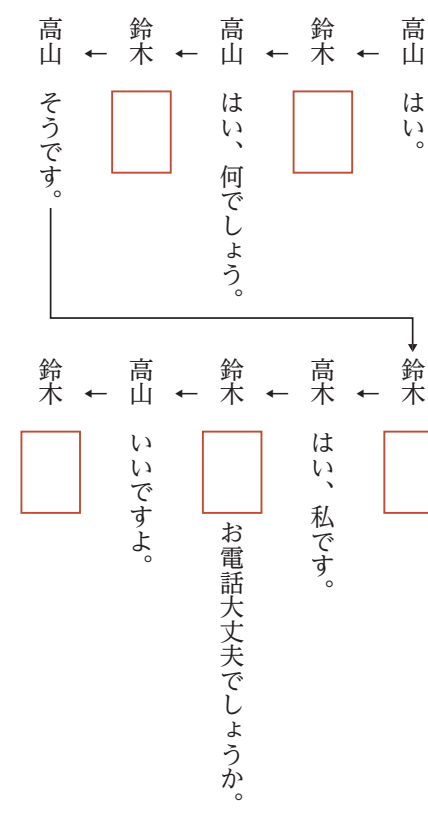 高山 はい。
鈴木
高山 はい、何でしょう。
鈴木
高山 そうです。
鈴木
高木 はい、私です。
鈴木 お電話大丈夫でしょうか。
高山 いいですよ。
鈴木